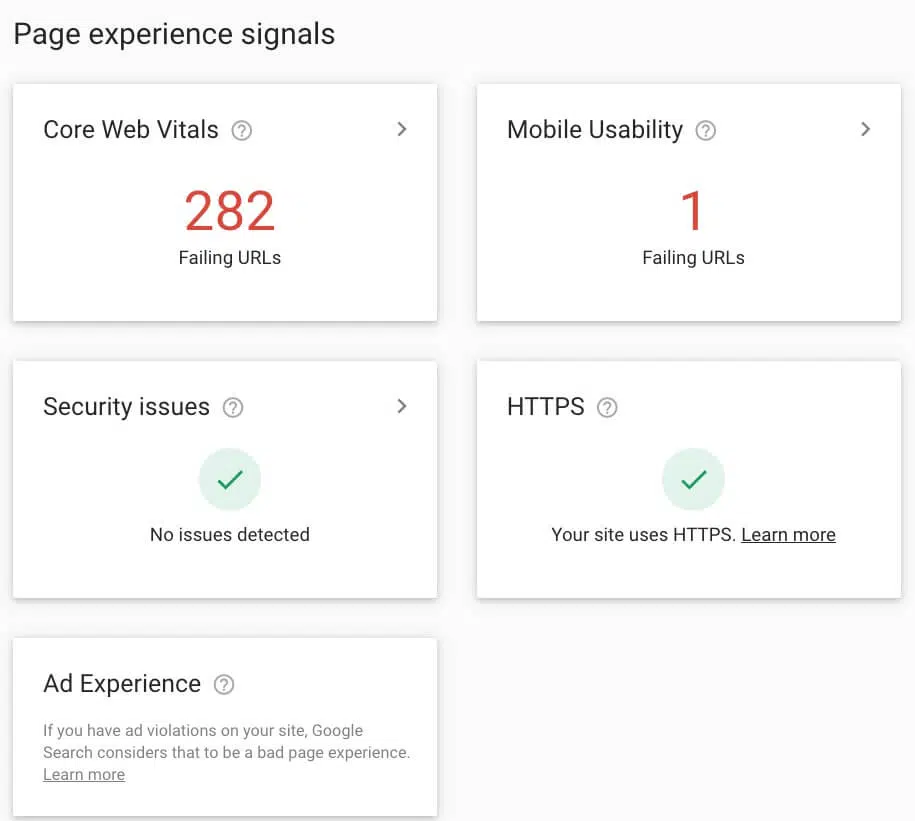 Page experience signals
Core Web Vitals
282
Failing URLs
Mobile Usability
1
Failing URLs
Security issues
No issues detected
HTTPS
Your site uses HTTPS. Learn more
Ad Experience
If you have ad violations on your site, Google
Search considers that to be a bad page experience.
Learn more